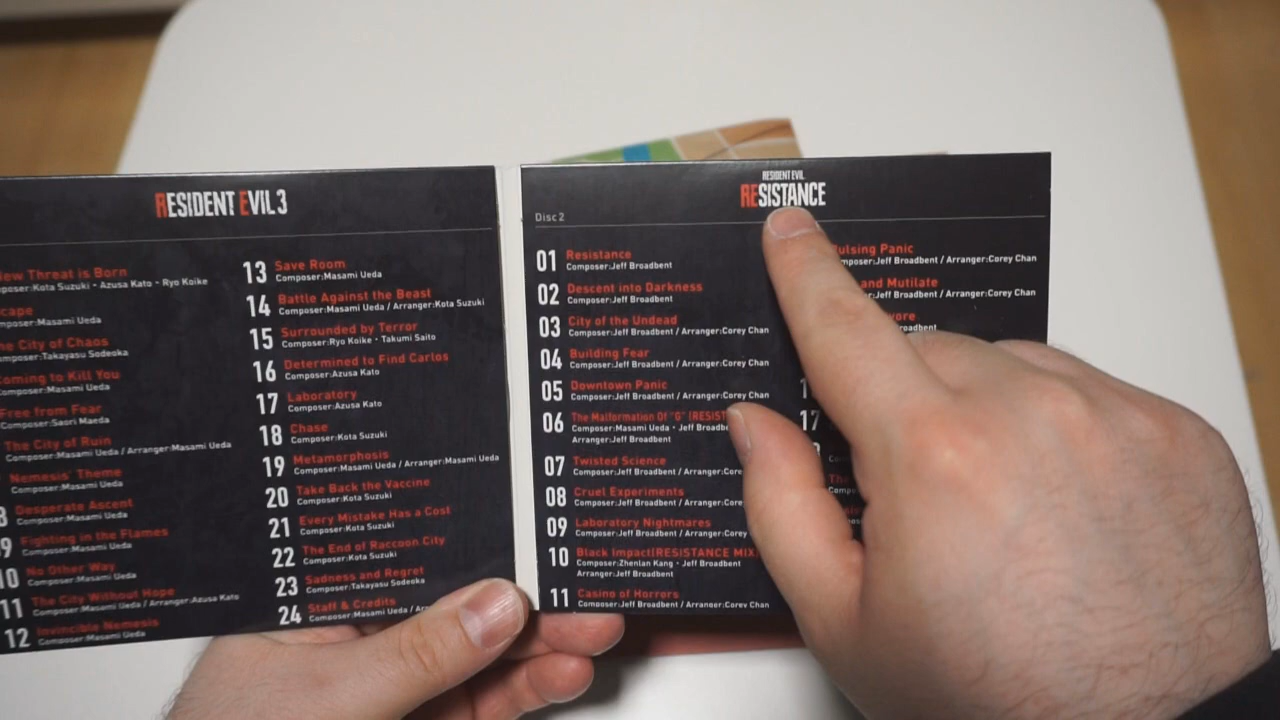 RESIDENT EVIL 3
New Threat is Born
Composer:Kota Suzuki・Azusa Kato・Ryo Koike
cape
Composer:Masami Ueda
The City of Chaos
Composer:Takayasu Sodeoka
Coming to Kill You
Composer:Masami Ueda
Free from Fear
Composer:Saori Maeda
The City of Ruin
Composer:Masami Ueda / Arranger:Masami Ueda
Nemesis' Theme
Composer:Masami Ueda
8 Desperate Ascent
Composer:Masami Ueda
09 Fighting in the Flames
Composer:Masami Ueda
10 No Other Way
Composer:Masami Ueda
11 The City Without Hope
Composer:Masami Ueda / Arranger:Azusa Kato
12 Invincible Nemesis
Composer:Masami Ueda
13 Save Room
Composer:Masami Ueda
14 Battle Against the Beast
Composer:Masami Ueda / Arranger:Kota Suzuki
15 Surrounded by Terror
Composer:Ryo Koike・Takumi Saito
16 Determined to Find Carlos
Composer:Azusa Kato
17 Laboratory
Composer:Azusa Kato
18 Chase
Composer:Kota Suzuki
19 Metamorphosis
Composer:Masami Ueda / Arranger:Masami Ueda
20 Take Back the Vaccine
Composer:Kota Suzuki
21 Every Mistake Has a Cost
Composer:Kota Suzuki
22 The End of Raccoon City
Composer:Kota Suzuki
23 Sadness and Regret
Composer:Takayasu Sodeoka
24 Staff & Credits
Composer:Masami Ueda / Ar
RESIDENT EVIL
RESISTANCE
Disc 2
01 Resistance
Composer:Jeff Broadbent
02 Descent into Darkness
Composer:Jeff Broadbent
03 City of the Undead
Composer:Jeff Broadbent / Arranger:Corey Chan
04 Building Fear
Composer:Jeff Broadbent / Arranger:Corey Chan
05 Downtown Panic
Composer:Jeff Broadbent / Arranger:Corey Chan
06 The Malformation Of "G" [RESIST
Composer:Masami Ueda・Jeff Broadb
Arranger:Jeff Broadbent
07 Twisted Science
Composer:Jeff Broadbent / Arranger:Core
08 Cruel Experiments
Composer:Jeff Broadbent / Arranger:Core
09 Laboratory Nightmares
Composer:Jeff Broadbent / Arranger:Corey
10 Black Impact[RESISTANCE MIX
Composer:Zhenlan Kang・Jeff Broadbent
Arranger:Jeff Broadbent
11 Casino of Horrors
Composer:Jeff Broadbent / Arranger:Corey Chan
Pulsing Panic
Composer:Jeff Broadbent / Arranger:Corey Chan
and Mutilate
Composer:Jeff Broadbent / Arranger:Corey Chan
vore
adbent
17
The